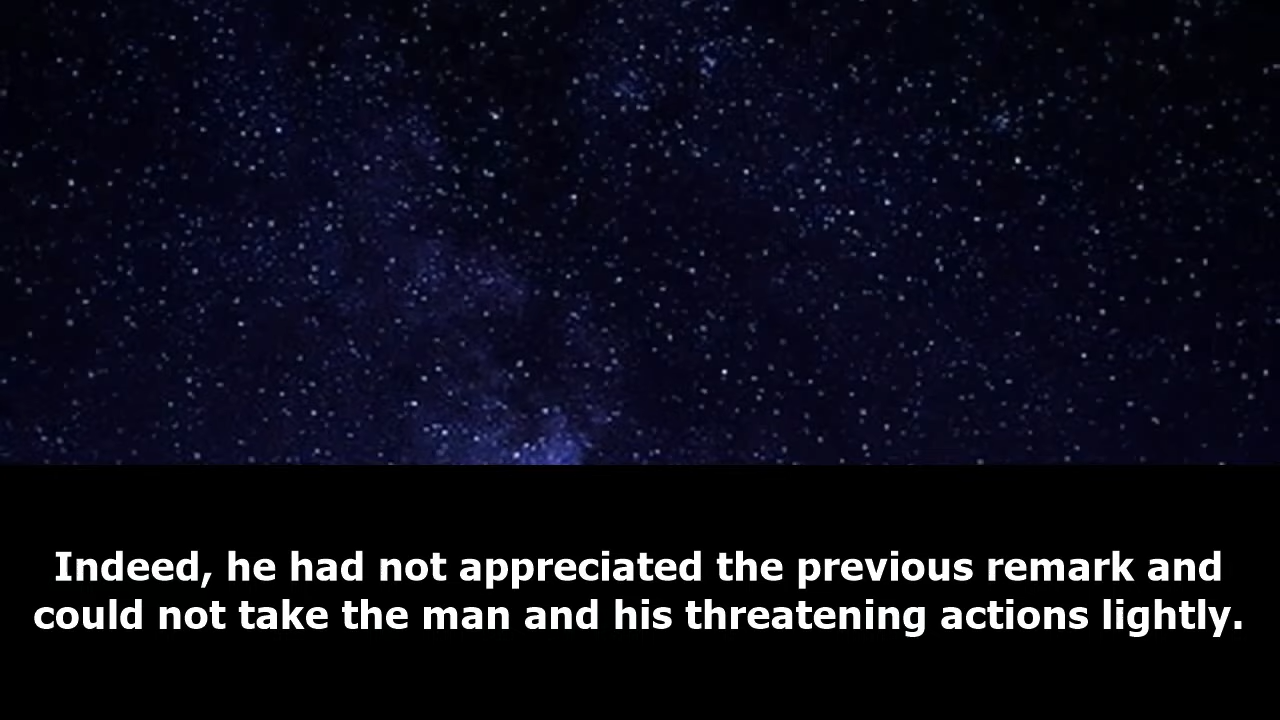 Indeed, he had not appreciated the previous remark and
could not take the man and his threatening actions lightly.